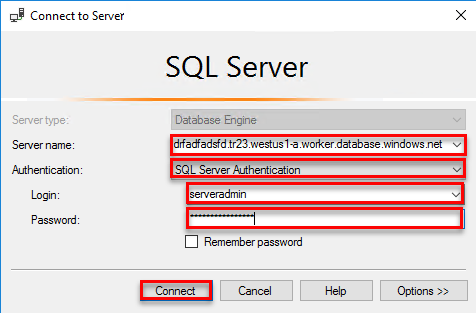 Connect to Server
SQL Server
Server type: Database Engine
Server name: drfadfadsfd.tr23.westus1-a.worker.database.windows.net
Authentication: SQL Server Authentication
Login: serveradmin
Password: ****************
Remember password
Connect Cancel Help Options >>